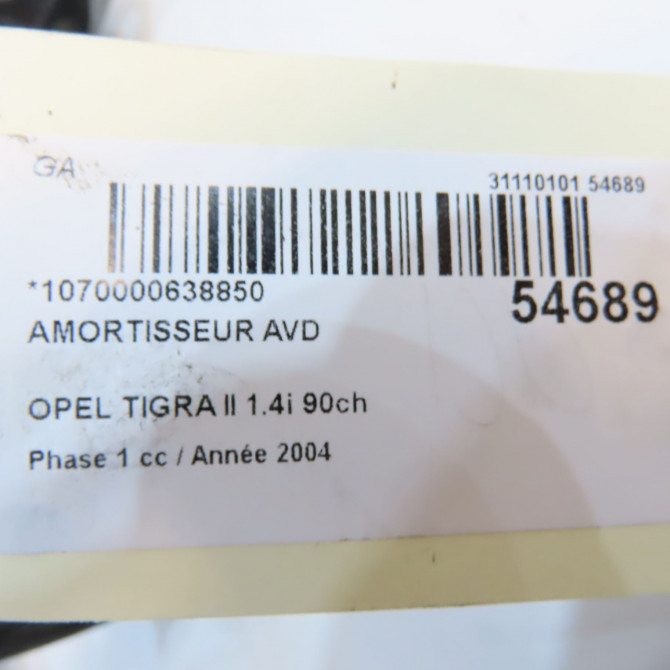 GA
31110101 54689
*1070000638850
54689
AMORTISSEUR AVD
OPEL TIGRA II 1.4i 90ch
Phase 1 cc / Année 2004